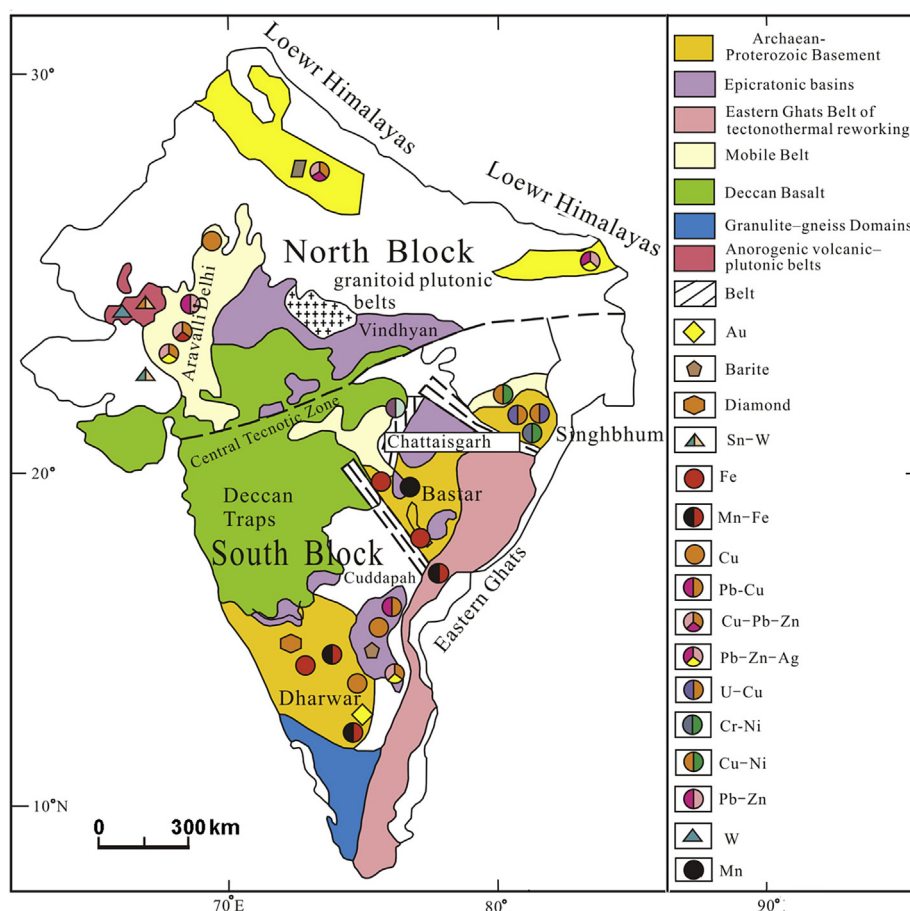 30°
20°
10°N
70°E
80°
90°
Loewr Himalayas
Loewr Himalayas
North Block
granitoid plutonic
belts
Vindhyan
Aravalli Delhi
Central Tecnotic Zone
Chattaisgarh
Singhbhum
Bastar
Deccan
Traps
South Block
Cuddapah
Eastern Ghats
Dharwar
0
300 km
Archaean-
Proterozoic Basement
Epicratonic basins
Eastern Ghats Belt of
tectonothermal reworking
Mobile Belt
Deccan Basalt
Granulite-gneiss Domains
Anorogenic volcanic-
plutonic belts
Belt
Au
Barite
Diamond
Sn-W
Fe
Mn-Fe
Cu
Pb-Cu
Cu-Pb-Zn
Pb-Zn-Ag
U-Cu
Cr-Ni
Cu-Ni
Pb-Zn
W
Mn